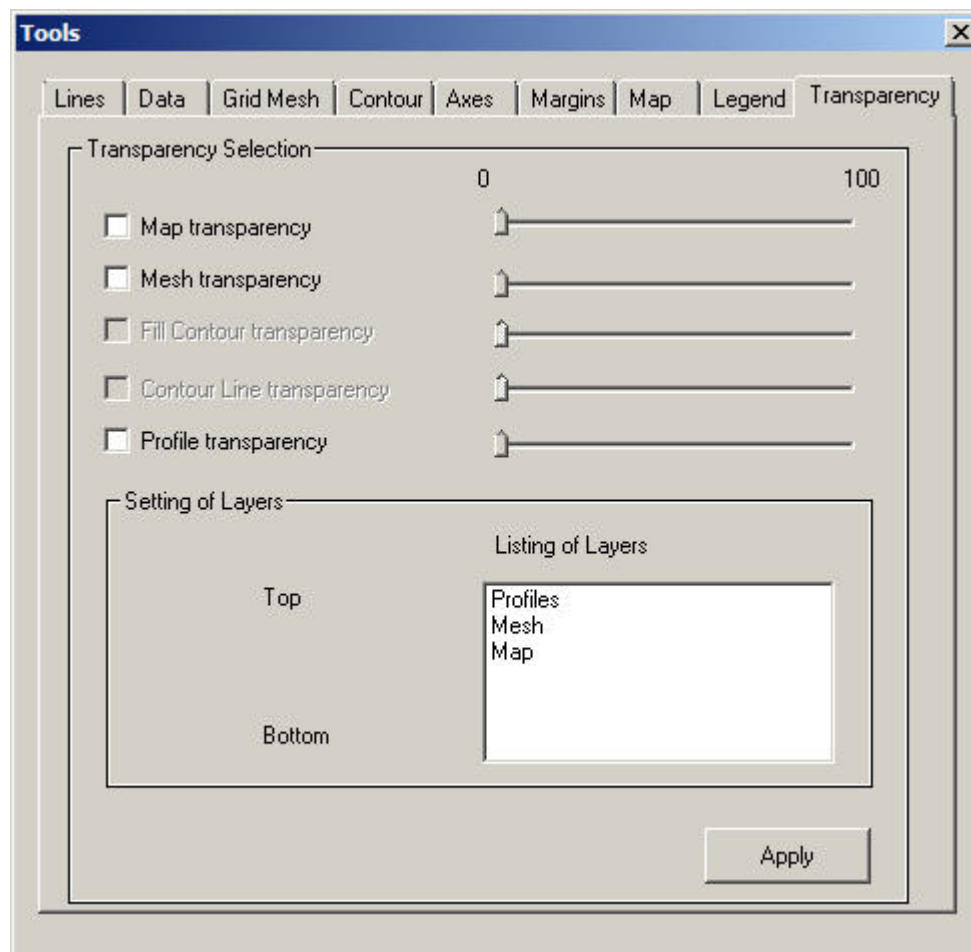 Tools
Lines Data Grid Mesh Contour Axes Margins Map Legend Transparency
Transparency Selection
0 100
Map transparency
Mesh transparency
Fill Contour transparency
Contour Line transparency
Profile transparency
Setting of Layers
Listing of Layers
Top
Profiles
Mesh
Map
Bottom
Apply